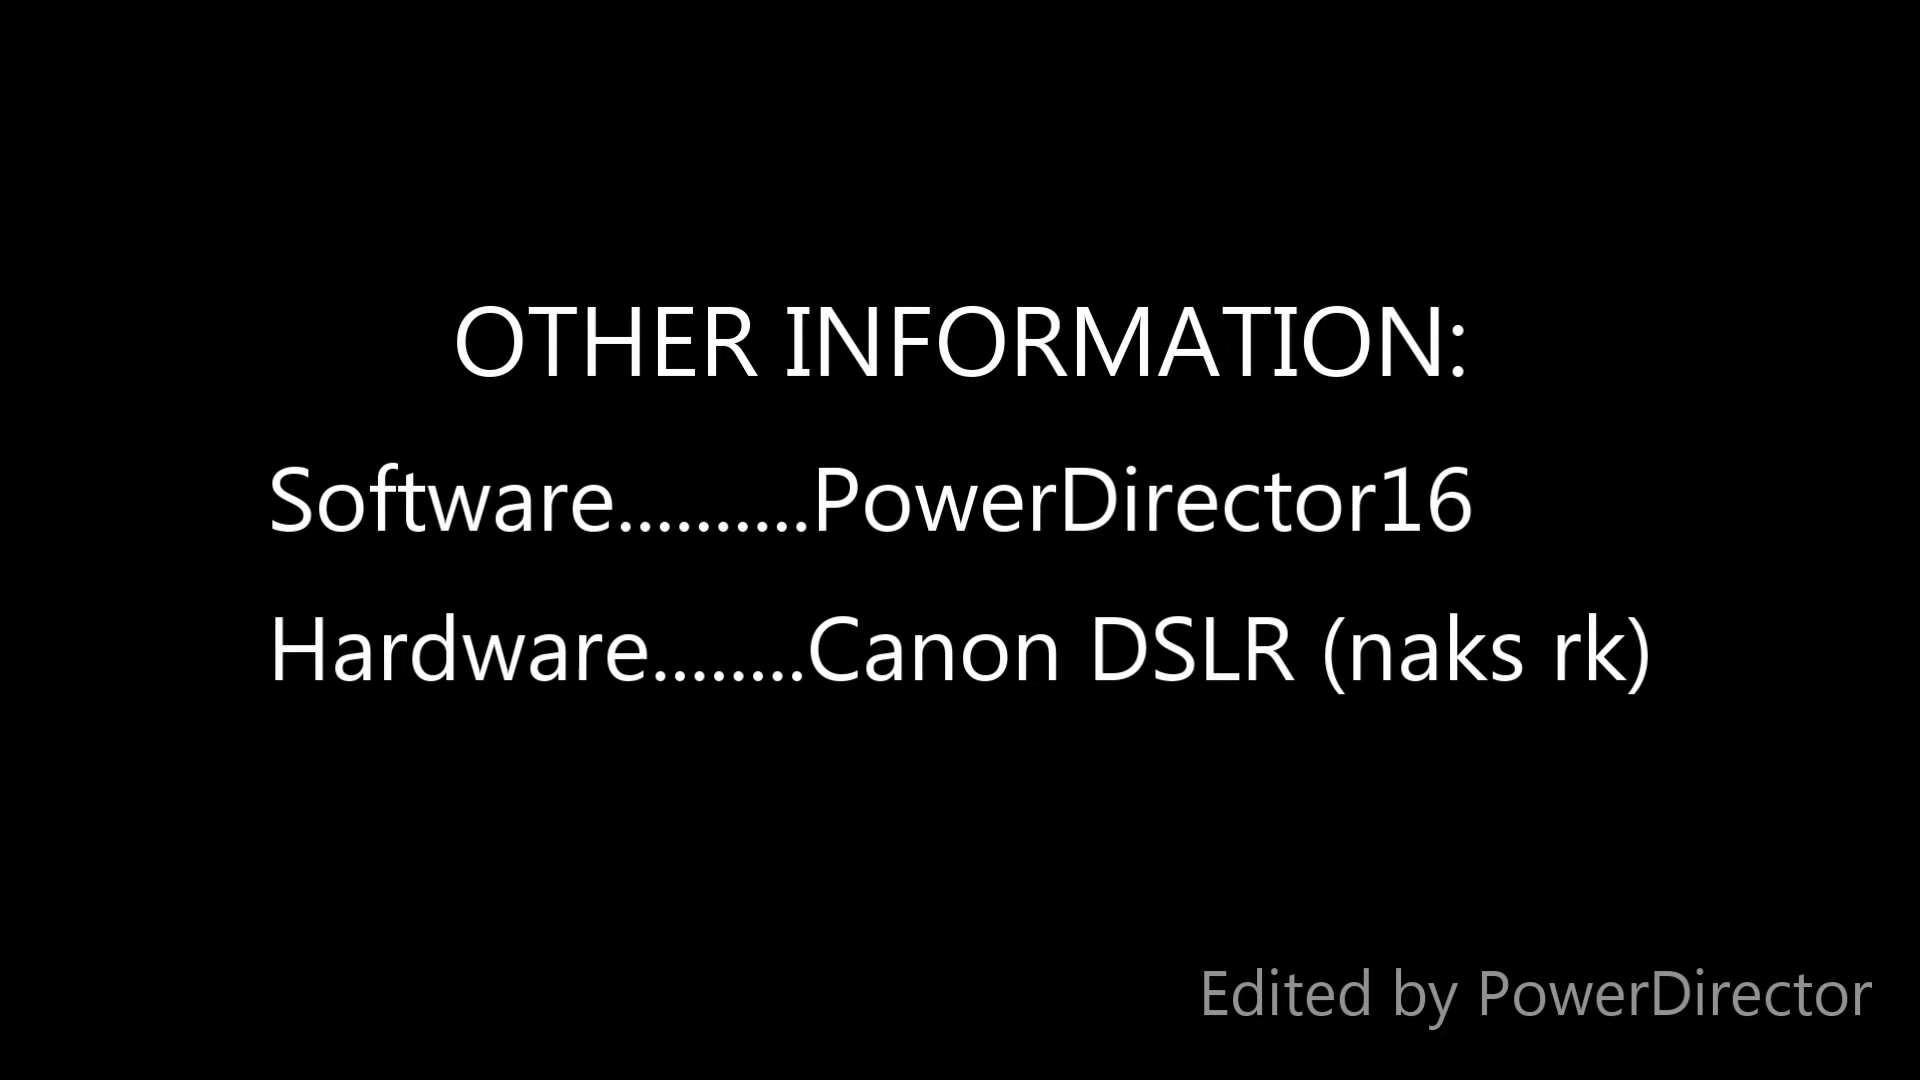 OTHER INFORMATION:
Software..........PowerDirector16
Hardware........Canon DSLR (naks rk)
Edited by PowerDirector